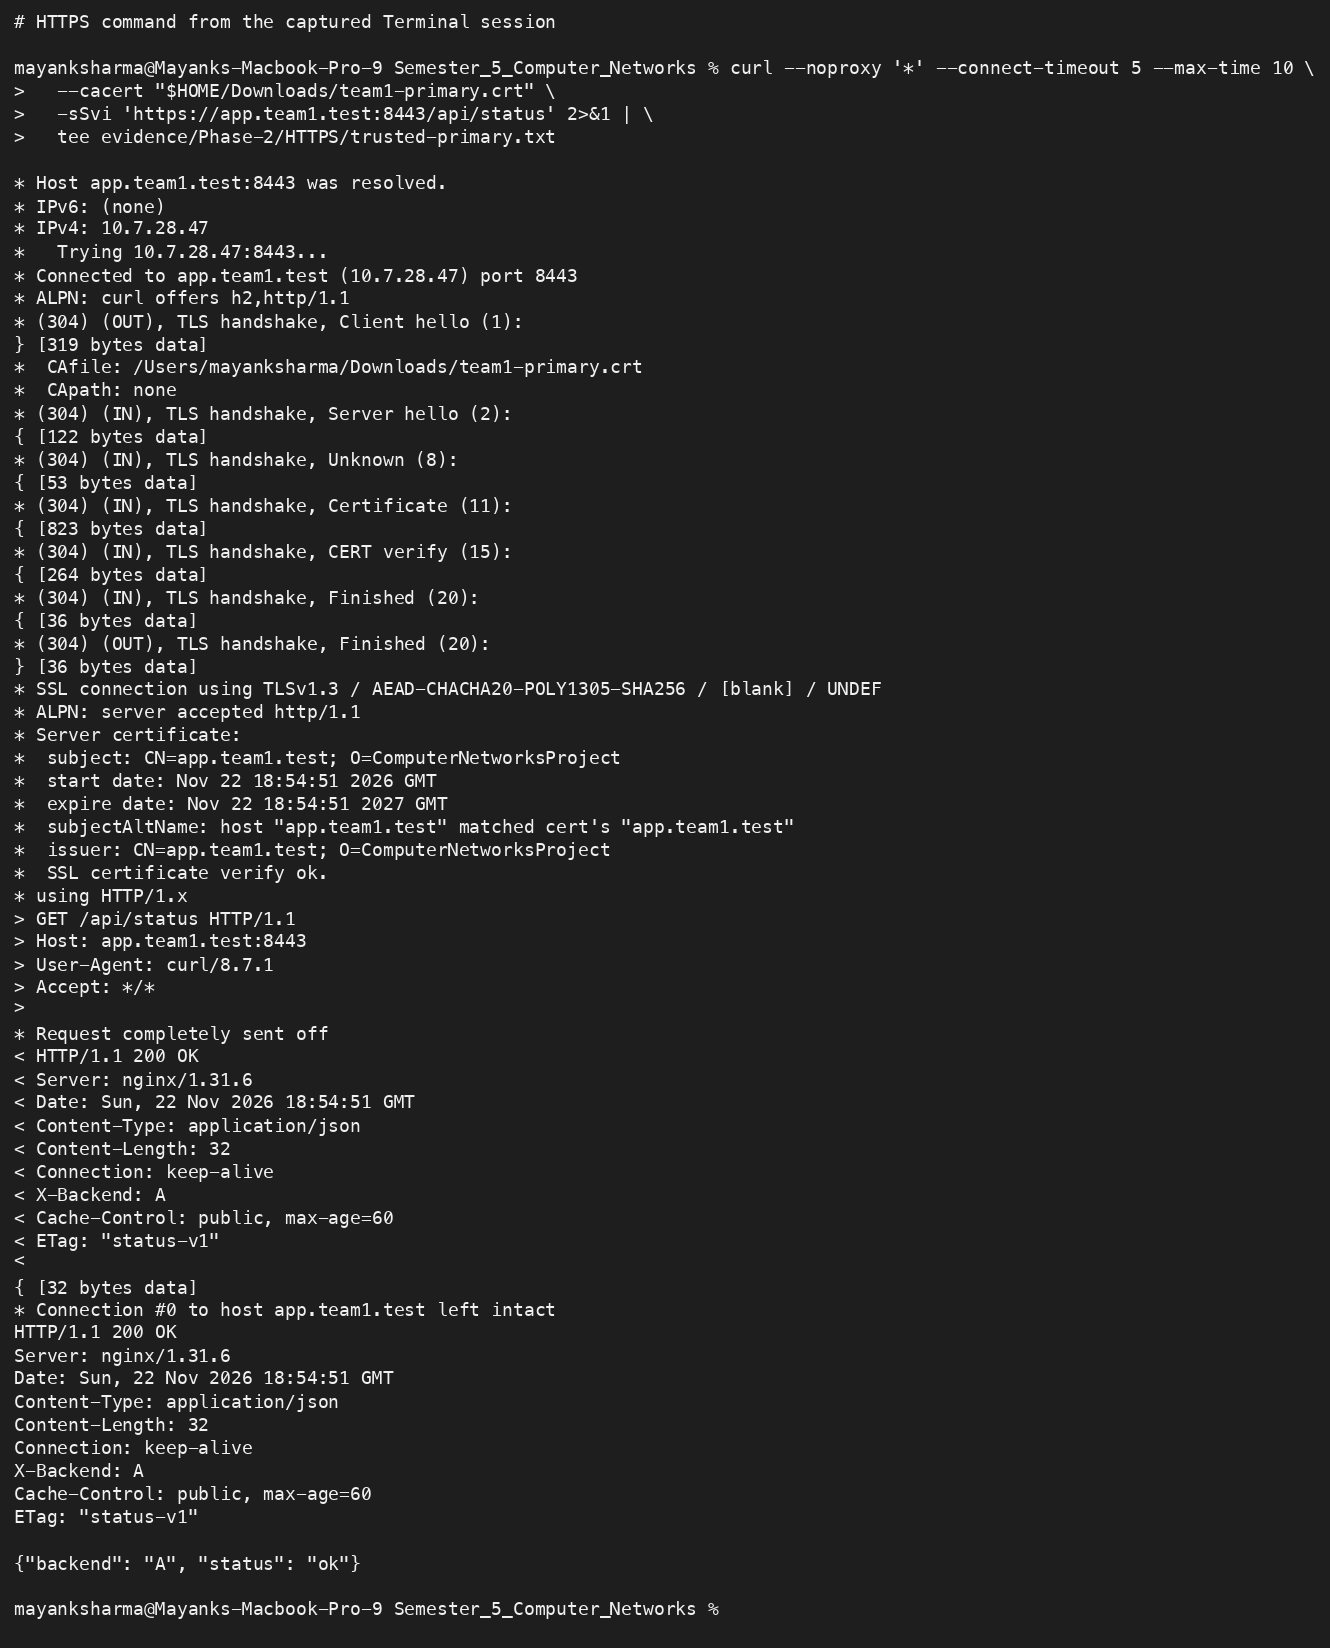 # HTTPS command from the captured Terminal session
mayanksharma@Mayanks-Macbook-Pro-9 Semester_5_Computer_Networks % curl --noproxy '*' --connect-timeout 5 --max-time 10 \
>   --cacert "$HOME/Downloads/team1-primary.crt" \
>   -sSvi 'https://app.team1.test:8443/api/status' 2>&1 | \
>   tee evidence/Phase-2/HTTPS/trusted-primary.txt
* Host app.team1.test:8443 was resolved.
* IPv6: (none)
* IPv4: 10.7.28.47
*   Trying 10.7.28.47:8443...
* Connected to app.team1.test (10.7.28.47) port 8443
* ALPN: curl offers h2,http/1.1
* (304) (OUT), TLS handshake, Client hello (1):
} [319 bytes data]
*  CAfile: /Users/mayanksharma/Downloads/team1-primary.crt
*  CApath: none
* (304) (IN), TLS handshake, Server hello (2):
{ [122 bytes data]
* (304) (IN), TLS handshake, Unknown (8):
{ [53 bytes data]
* (304) (IN), TLS handshake, Certificate (11):
{ [823 bytes data]
* (304) (IN), TLS handshake, CERT verify (15):
{ [264 bytes data]
* (304) (IN), TLS handshake, Finished (20):
{ [36 bytes data]
* (304) (OUT), TLS handshake, Finished (20):
} [36 bytes data]
* SSL connection using TLSv1.3 / AEAD-CHACHA20-POLY1305-SHA256 / [blank] / UNDEF
* ALPN: server accepted http/1.1
* Server certificate:
*  subject: CN=app.team1.test; O=ComputerNetworksProject
*  start date: Nov 22 18:54:51 2026 GMT
*  expire date: Nov 22 18:54:51 2027 GMT
*  subjectAltName: host "app.team1.test" matched cert's "app.team1.test"
*  issuer: CN=app.team1.test; O=ComputerNetworksProject
*  SSL certificate verify ok.
* using HTTP/1.x
> GET /api/status HTTP/1.1
> Host: app.team1.test:8443
> User-Agent: curl/8.7.1
> Accept: */*
>
* Request completely sent off
< HTTP/1.1 200 OK
< Server: nginx/1.31.6
< Date: Sun, 22 Nov 2026 18:54:51 GMT
< Content-Type: application/json
< Content-Length: 32
< Connection: keep-alive
< X-Backend: A
< Cache-Control: public, max-age=60
< ETag: "status-v1"
<
{ [32 bytes data]
* Connection #0 to host app.team1.test left intact
HTTP/1.1 200 OK
Server: nginx/1.31.6
Date: Sun, 22 Nov 2026 18:54:51 GMT
Content-Type: application/json
Content-Length: 32
Connection: keep-alive
X-Backend: A
Cache-Control: public, max-age=60
ETag: "status-v1"
{"backend": "A", "status": "ok"}
mayanksharma@Mayanks-Macbook-Pro-9 Semester_5_Computer_Networks %